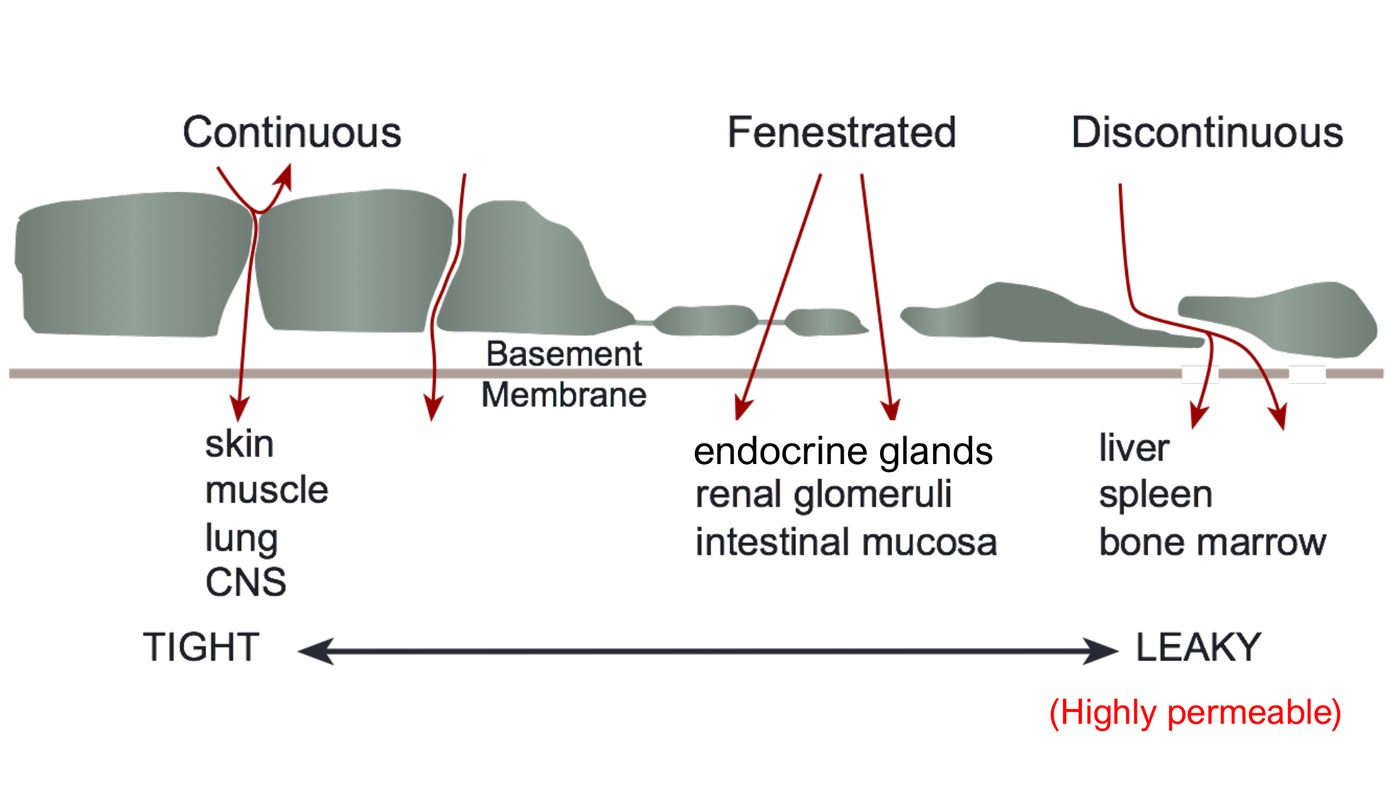 Continuous
Fenestrated
Discontinuous
Basement
Membrane
skin
muscle
lung
CNS
endocrine glands
renal glomeruli
intestinal mucosa
liver
spleen
bone marrow
TIGHT
LEAKY
(Highly permeable)